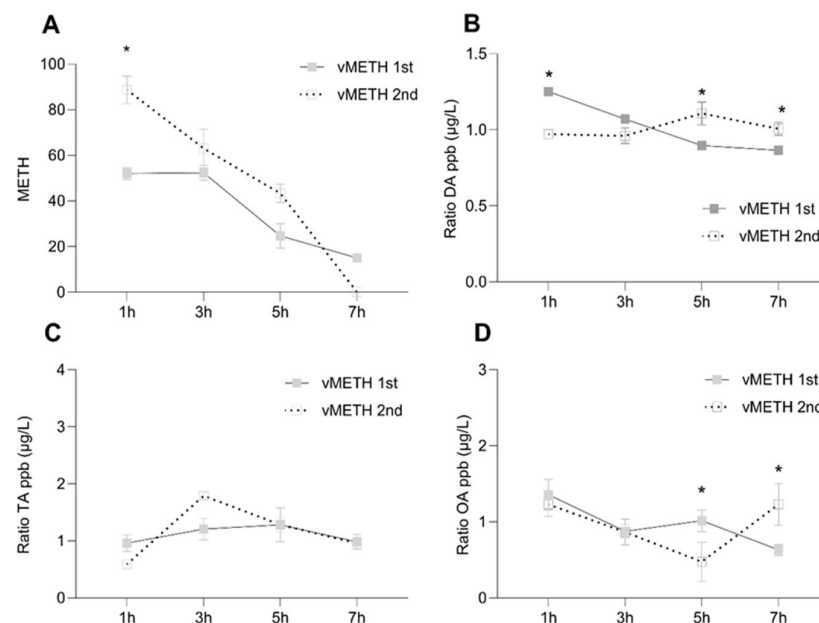 A
*
vMETH 1st
vMETH 2nd
METH
100
80
60
40
20
0
1h 3h 5h 7h
B
* * *
vMETH 1st
vMETH 2nd
Ratio DA ppb (µg/L)
1.5
1.0
0.5
0.0
1h 3h 5h 7h
C
vMETH 1st
vMETH 2nd
Ratio TA ppb (µg/L)
4
3
2
1
0
1h 3h 5h 7h
D
vMETH 1st
vMETH 2nd
* *
Ratio OA ppb (µg/L)
3
2
1
0
1h 3h 5h 7h